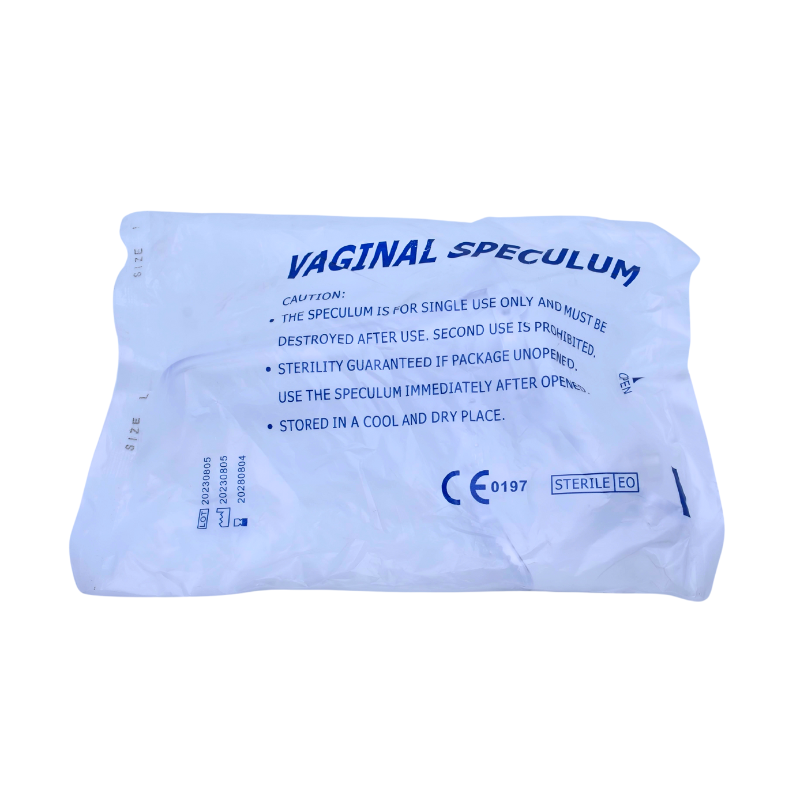 VAGINAL SPECULUM
CAUTION:
• THE SPECULUM IS FOR SINGLE USE ONLY AND MUST BE
DESTROYED AFTER USE. SECOND USE IS PROHIBITED.
• STERILITY GUARANTEED IF PACKAGE UNOPENED.
USE THE SPECULUM IMMEDIATELY AFTER OPENED.
• STORED IN A COOL AND DRY PLACE.
CE 0197
STERILE EO
OPEN
SIZE
SIZE L
LOT 20230805
20230805
20280804